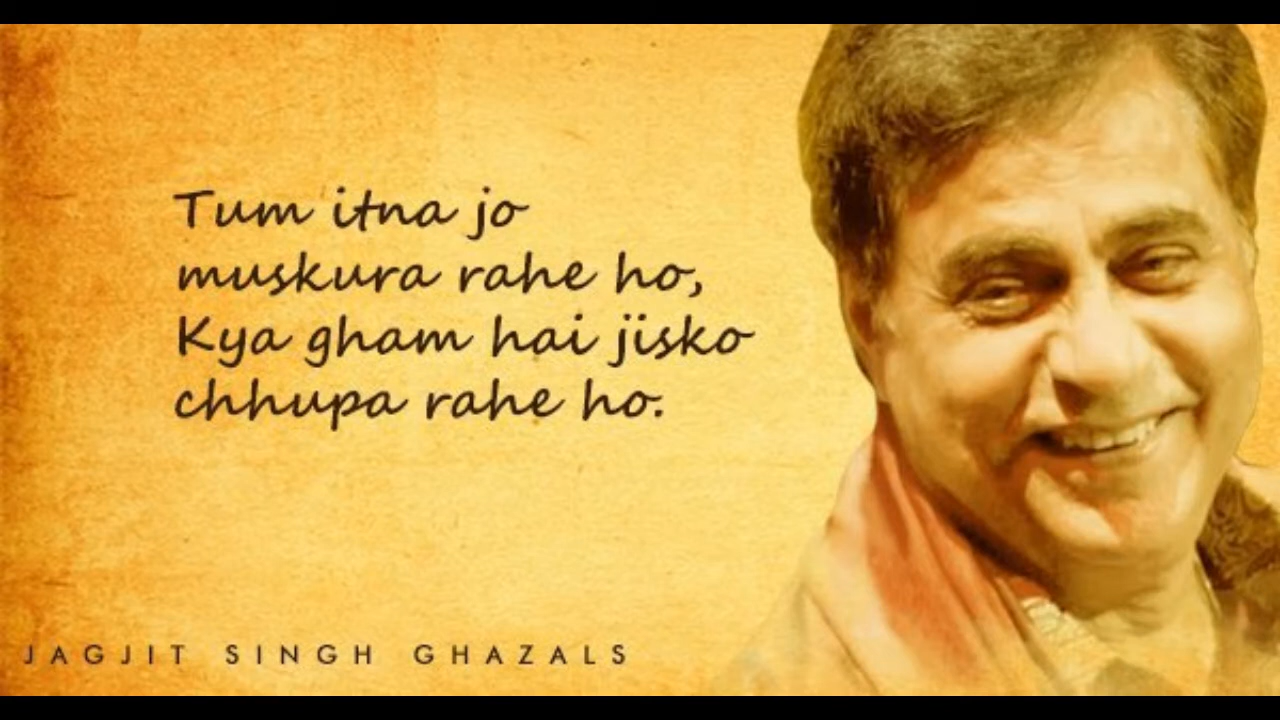 Tum itna jo
muskura rahe ho,
Kya gham hai jisko
chhupa rahe ho.
JAGJIT SINGH GHAZALS